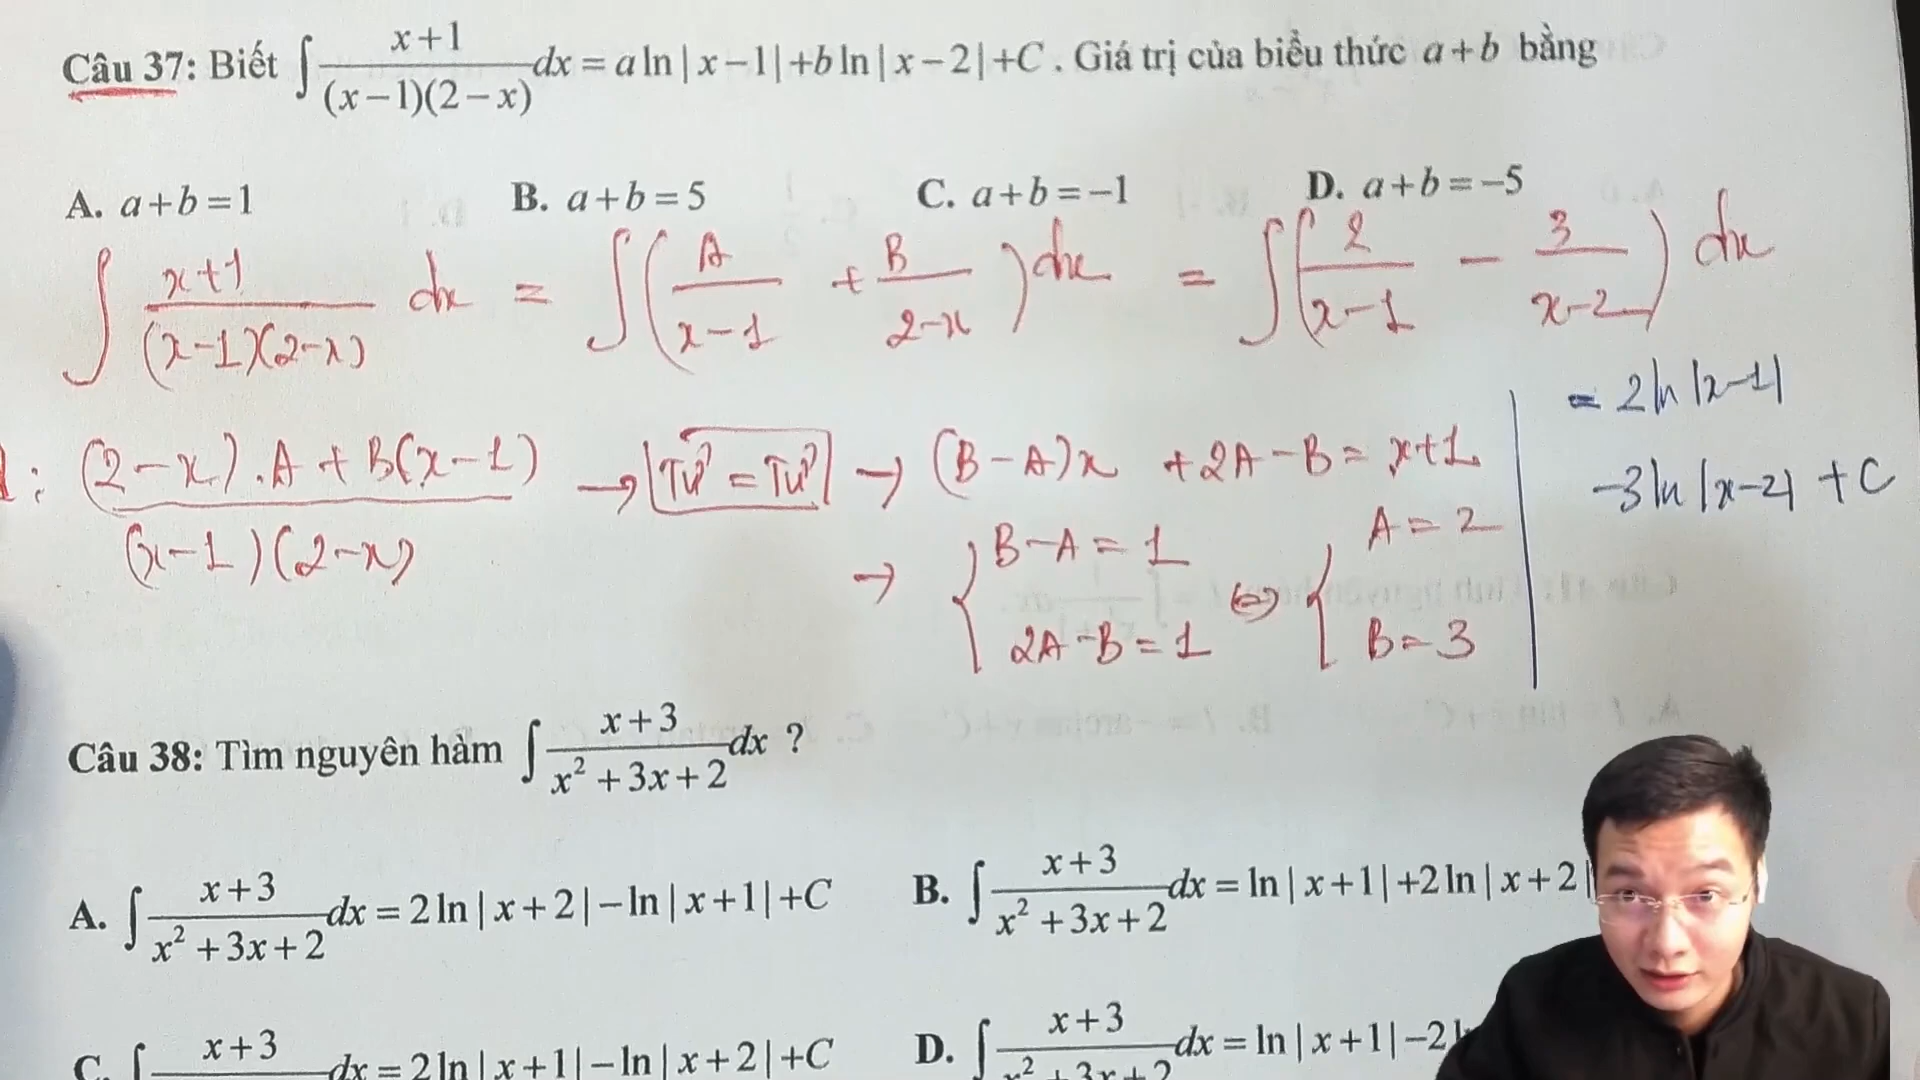 Câu 37: Biết ∫ (x+1)/((x−1)(2−x)) dx = a ln|x−1| + b ln|x−2| + C. Giá trị của biểu thức a+b bằng
A. a+b=1 B. a+b=5 C. a+b=−1 D. a+b=−5
∫ (x+1)/((x−1)(2−x)) dx = ∫ (A/(x−1) + B/(2−x)) dx = ∫ (2/(x−1) − 3/(x−2)) dx
= 2ln|x−1|
−3ln|x−2| + C
: ((2−x).A + B(x−1))/((x−1)(2−x)) → Tử = Tử → (B−A)x + 2A−B = x+1
→ { B−A = 1 ⇔ { A = 2
2A−B = 1 B = 3
Câu 38: Tìm nguyên hàm ∫ (x+3)/(x²+3x+2) dx ?
A. ∫ (x+3)/(x²+3x+2) dx = 2ln|x+2| − ln|x+1| + C B. ∫ (x+3)/(x²+3x+2) dx = ln|x+1| + 2ln|x+2|
C. ∫ x+3 dx = 2ln|x+1| − ln|x+2| + C D. ∫ (x+3)/(x²+3x+2) dx = ln|x+1| − 2